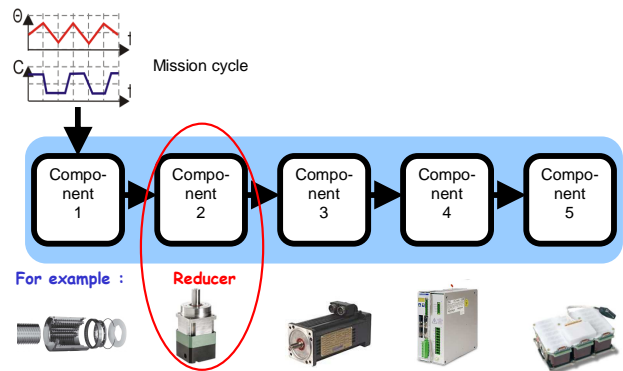 Θ
t
C
t
Mission cycle
Compo-
nent
1
Compo-
nent
2
Compo-
nent
3
Compo-
nent
4
Compo-
nent
5
For example :
Reducer